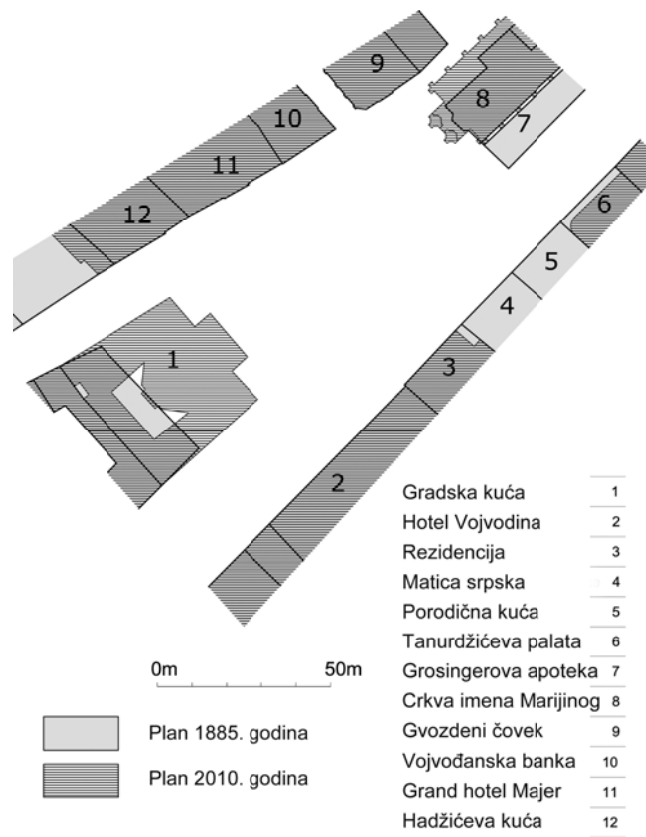 9
8
7
10
11
6
12
5
4
1
3
2
Gradska kuća 1
Hotel Vojvodina 2
Rezidencija 3
Matica srpska 4
Porodična kuća 5
Tanurdžićeva palata 6
Grosingerova apoteka 7
Crkva imena Marijinog 8
Gvozdeni čovek 9
Vojvođanska banka 10
Grand hotel Majer 11
Hadžićeva kuća 12
0m 50m
Plan 1885. godina
Plan 2010. godina